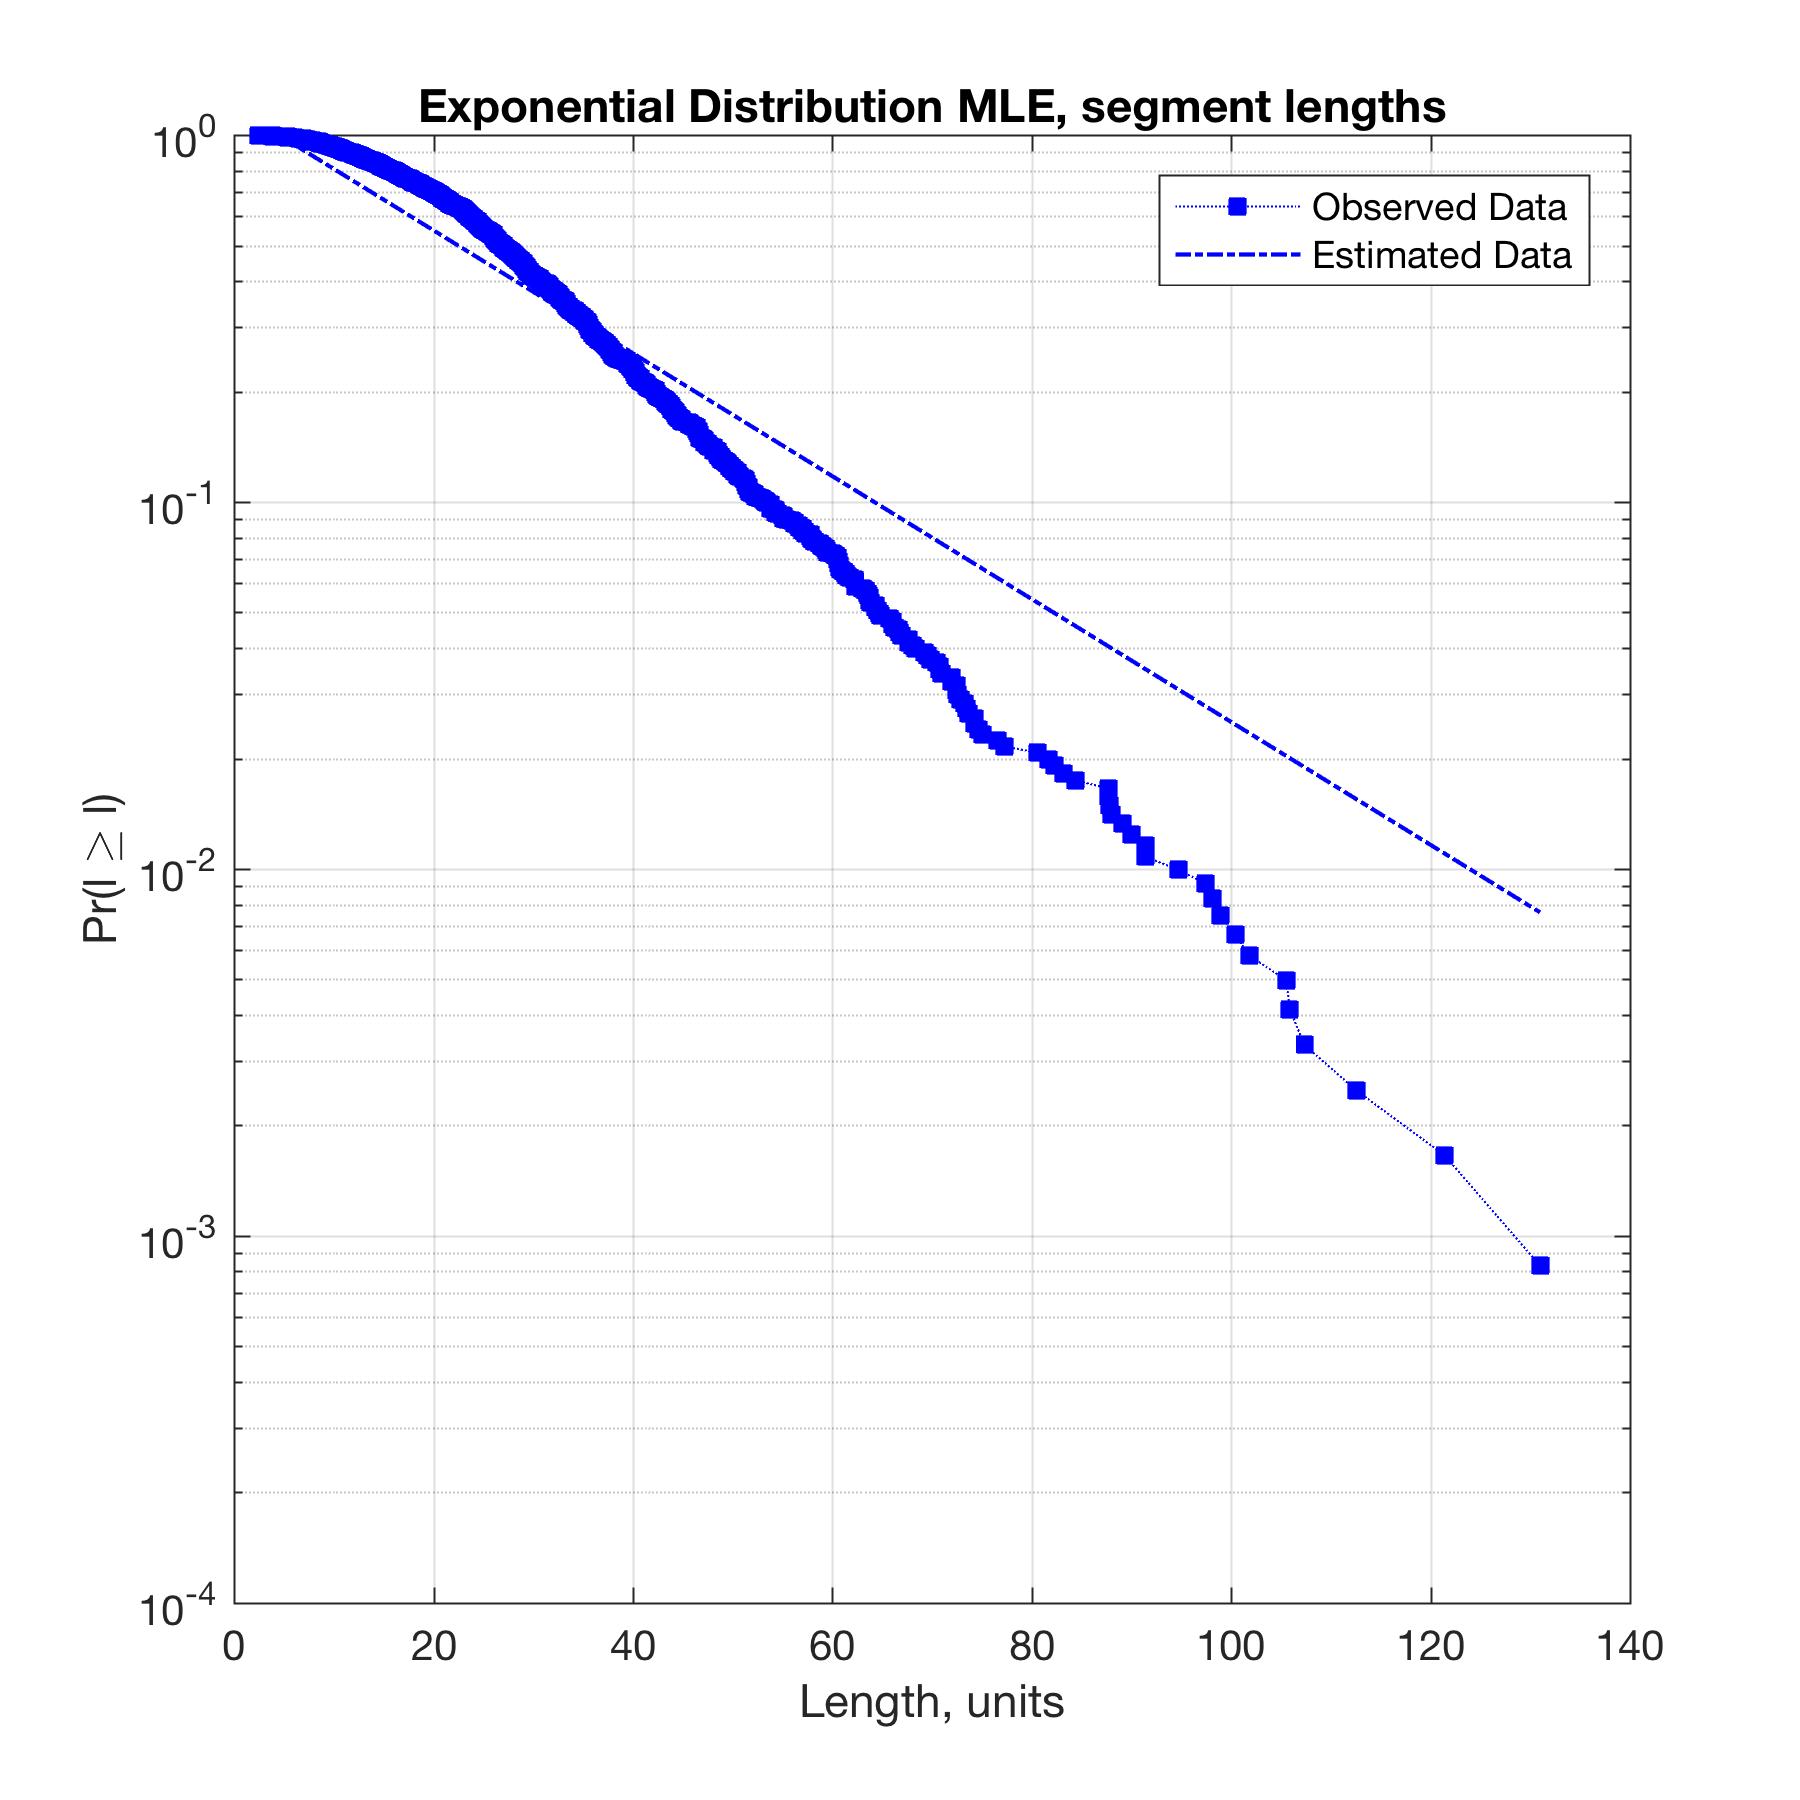 Exponential Distribution MLE, segment lengths
Observed Data
Estimated Data
10^0
10^-1
10^-2
10^-3
10^-4
Pr(l ≥ l)
0 20 40 60 80 100 120 140
Length, units